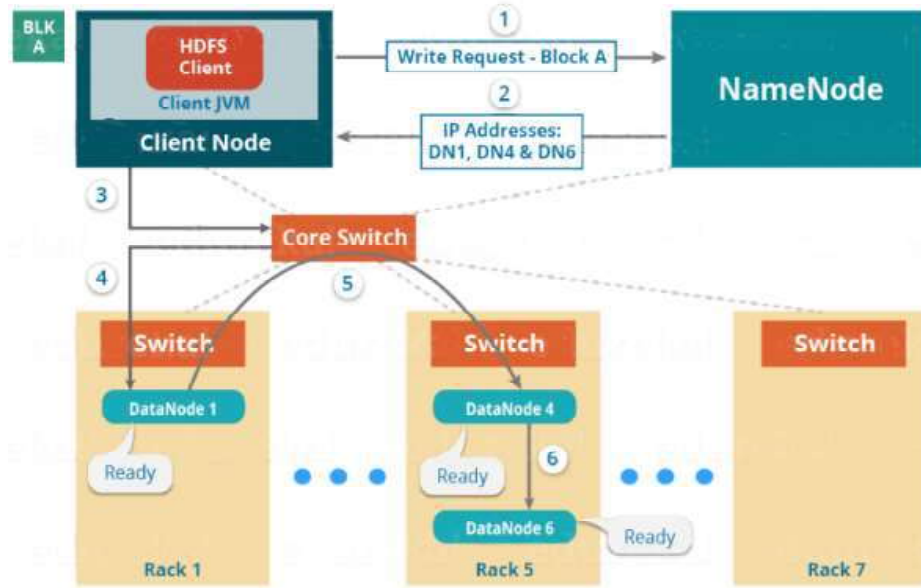 BLK
A
HDFS
Client
Client JVM
Client Node
1
Write Request - Block A
2
IP Addresses:
DN1, DN4 & DN6
NameNode
3
Core Switch
4
5
Switch
DataNode 1
Ready
Rack 1
Switch
DataNode 4
Ready
6
DataNode 6
Ready
Rack 5
Switch
Rack 7